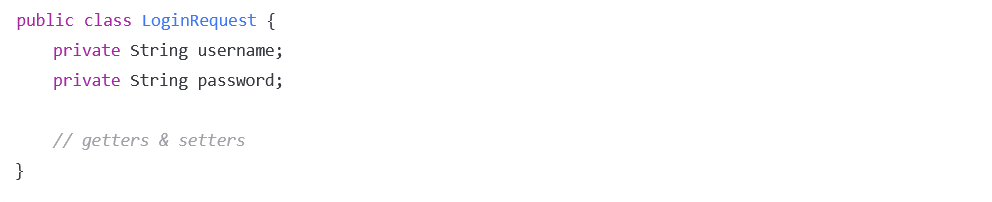 public class LoginRequest {
    private String username;
    private String password;

    // getters & setters
}